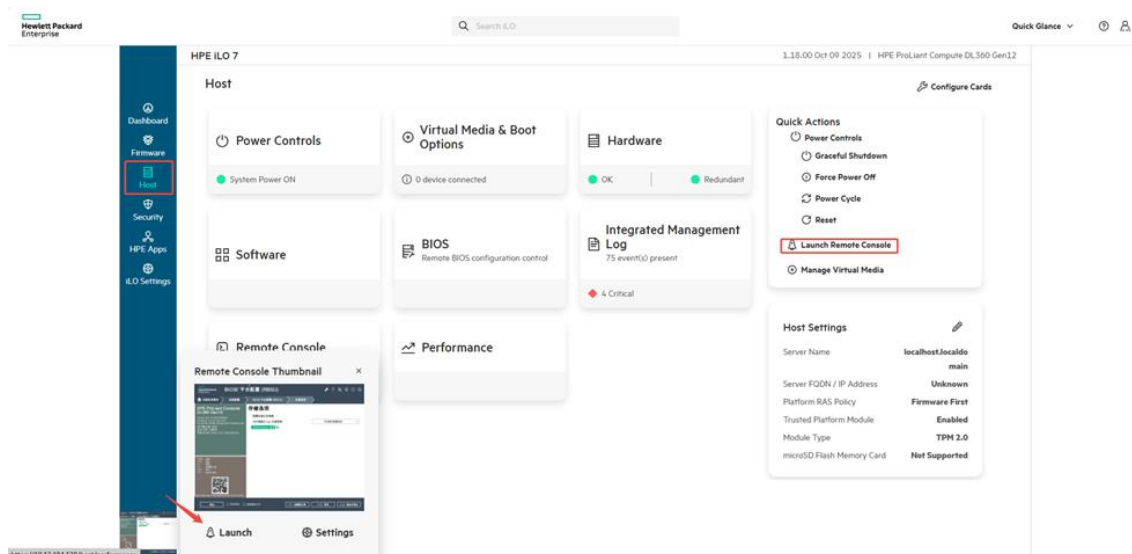 Hewlett Packard
Enterprise
Search iLO
Quick Glance
HPE iLO 7
1.18.00 Oct 09 2025 | HPE ProLiant Compute DL360 Gen12
Host
Configure Cards
Dashboard
Firmware
Host
Security
HPE Apps
iLO Settings
Power Controls
System Power ON
Virtual Media & Boot
Options
0 device connected
Hardware
OK
Redundant
Software
BIOS
Remote BIOS configuration control
Integrated Management
Log
75 event(s) present
4 Critical
Remote Console
Performance
Remote Console Thumbnail
Launch
Settings
Quick Actions
Power Controls
Graceful Shutdown
Force Power Off
Power Cycle
Reset
Launch Remote Console
Manage Virtual Media
Host Settings
Server Name localhost.localdo
main
Server FQDN / IP Address Unknown
Platform RAS Policy Firmware First
Trusted Platform Module Enabled
Module Type TPM 2.0
microSD Flash Memory Card Not Supported